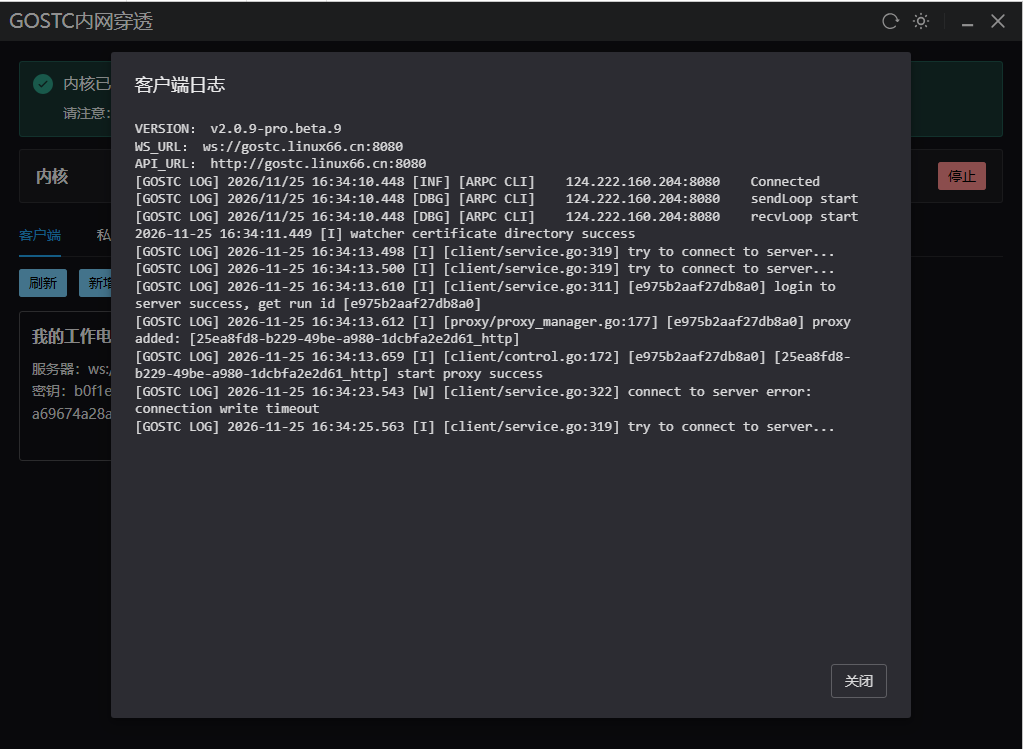 GOSTC内网穿透
内核已
请注意:
内核
停止
客户端 私
刷新 新增
我的工作电
服务器: ws:/
密钥: b0f1e
a69674a28a
客户端日志
VERSION: v2.0.9-pro.beta.9
WS_URL: ws://gostc.linux66.cn:8080
API_URL: http://gostc.linux66.cn:8080
[GOSTC LOG] 2026/11/25 16:34:10.448 [INF] [ARPC CLI] 124.222.160.204:8080 Connected
[GOSTC LOG] 2026/11/25 16:34:10.448 [DBG] [ARPC CLI] 124.222.160.204:8080 sendLoop start
[GOSTC LOG] 2026/11/25 16:34:10.448 [DBG] [ARPC CLI] 124.222.160.204:8080 recvLoop start
2026-11-25 16:34:11.449 [I] watcher certificate directory success
[GOSTC LOG] 2026-11-25 16:34:13.498 [I] [client/service.go:319] try to connect to server...
[GOSTC LOG] 2026-11-25 16:34:13.500 [I] [client/service.go:319] try to connect to server...
[GOSTC LOG] 2026-11-25 16:34:13.610 [I] [client/service.go:311] [e975b2aaf27db8a0] login to
server success, get run id [e975b2aaf27db8a0]
[GOSTC LOG] 2026-11-25 16:34:13.612 [I] [proxy/proxy_manager.go:177] [e975b2aaf27db8a0] proxy
added: [25ea8fd8-b229-49be-a980-1dcbfa2e2d61_http]
[GOSTC LOG] 2026-11-25 16:34:13.659 [I] [client/control.go:172] [e975b2aaf27db8a0] [25ea8fd8-
b229-49be-a980-1dcbfa2e2d61_http] start proxy success
[GOSTC LOG] 2026-11-25 16:34:23.543 [W] [client/service.go:322] connect to server error:
connection write timeout
[GOSTC LOG] 2026-11-25 16:34:25.563 [I] [client/service.go:319] try to connect to server...
关闭